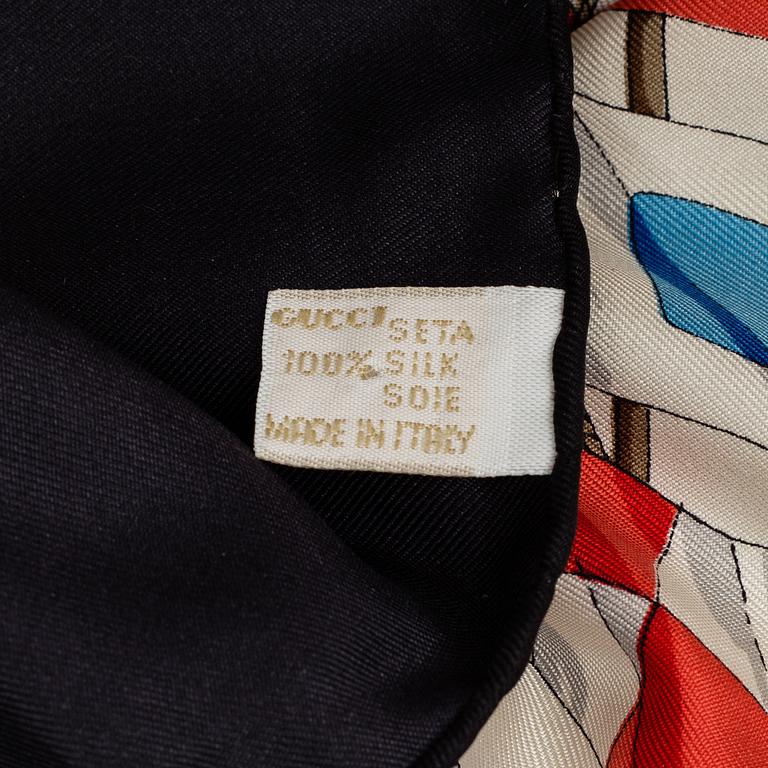 GUCCI SETA
100% SILK
SOIE
MADE IN ITALY